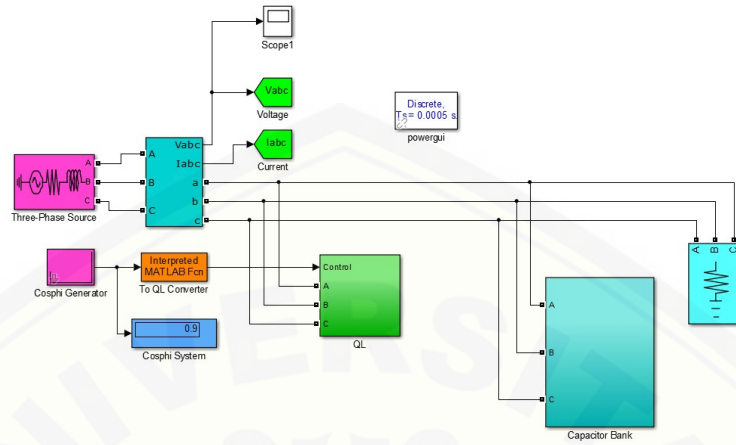 Scope1
Vabc
Voltage
Iabc
Current
Discrete,
Ts = 0.0005 s.
powergui
A
B
C
Three-Phase Source
A
B
C
Vabc
Iabc
a
b
c
A
B
C
Cosphi Generator
Interpreted
MATLAB Fcn
To QL Converter
0.9
Cosphi System
Control
A
B
C
QL
A
B
C
Capacitor Bank